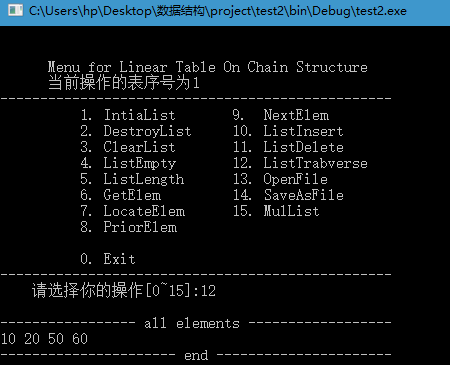 C:\Users\hp\Desktop\数据结构\project\test2\bin\Debug\test2.exe
Menu for Linear Table On Chain Structure
当前操作的表序号为1
-------------------------------------------------
1. IntiaList 9. NextElem
2. DestroyList 10. ListInsert
3. ClearList 11. ListDelete
4. ListEmpty 12. ListTrabverse
5. ListLength 13. OpenFile
6. GetElem 14. SaveAsFile
7. LocateElem 15. MulList
8. PriorElem
0. Exit
-------------------------------------------------
请选择你的操作[0~15]:12
----------------- all elements ------------------
10 20 50 60
---------------------- end ----------------------